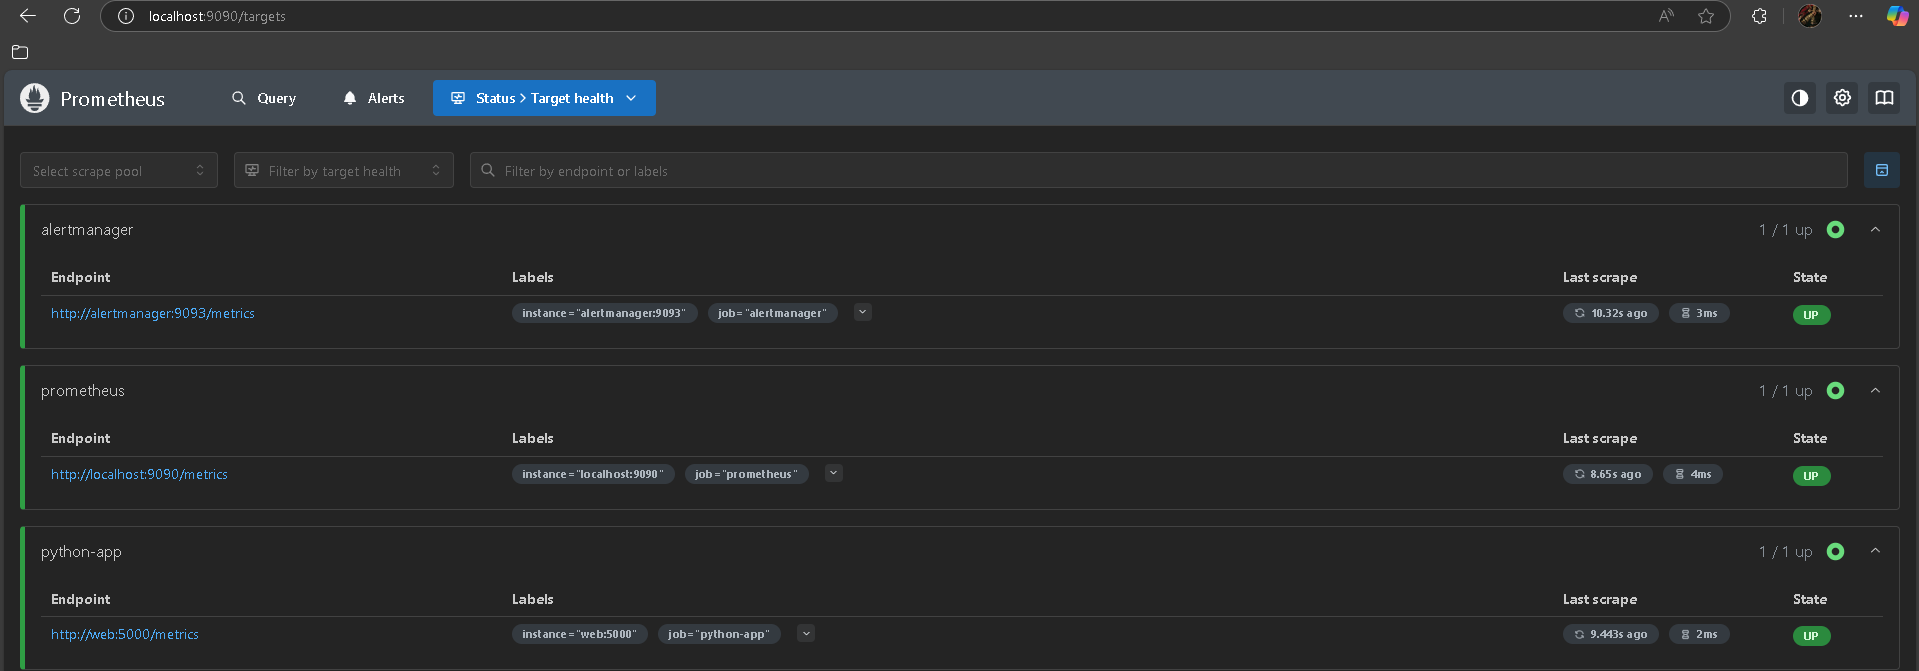 localhost:9090/targets
Prometheus Query Alerts Status > Target health
Select scrape pool Filter by target health Filter by endpoint or labels
alertmanager 1 / 1 up
Endpoint Labels Last scrape State
http://alertmanager:9093/metrics instance="alertmanager:9093" job="alertmanager" 10.32s ago 3ms UP
prometheus 1 / 1 up
Endpoint Labels Last scrape State
http://localhost:9090/metrics instance="localhost:9090" job="prometheus" 8.65s ago 4ms UP
python-app 1 / 1 up
Endpoint Labels Last scrape State
http://web:5000/metrics instance="web:5000" job="python-app" 9.443s ago 2ms UP